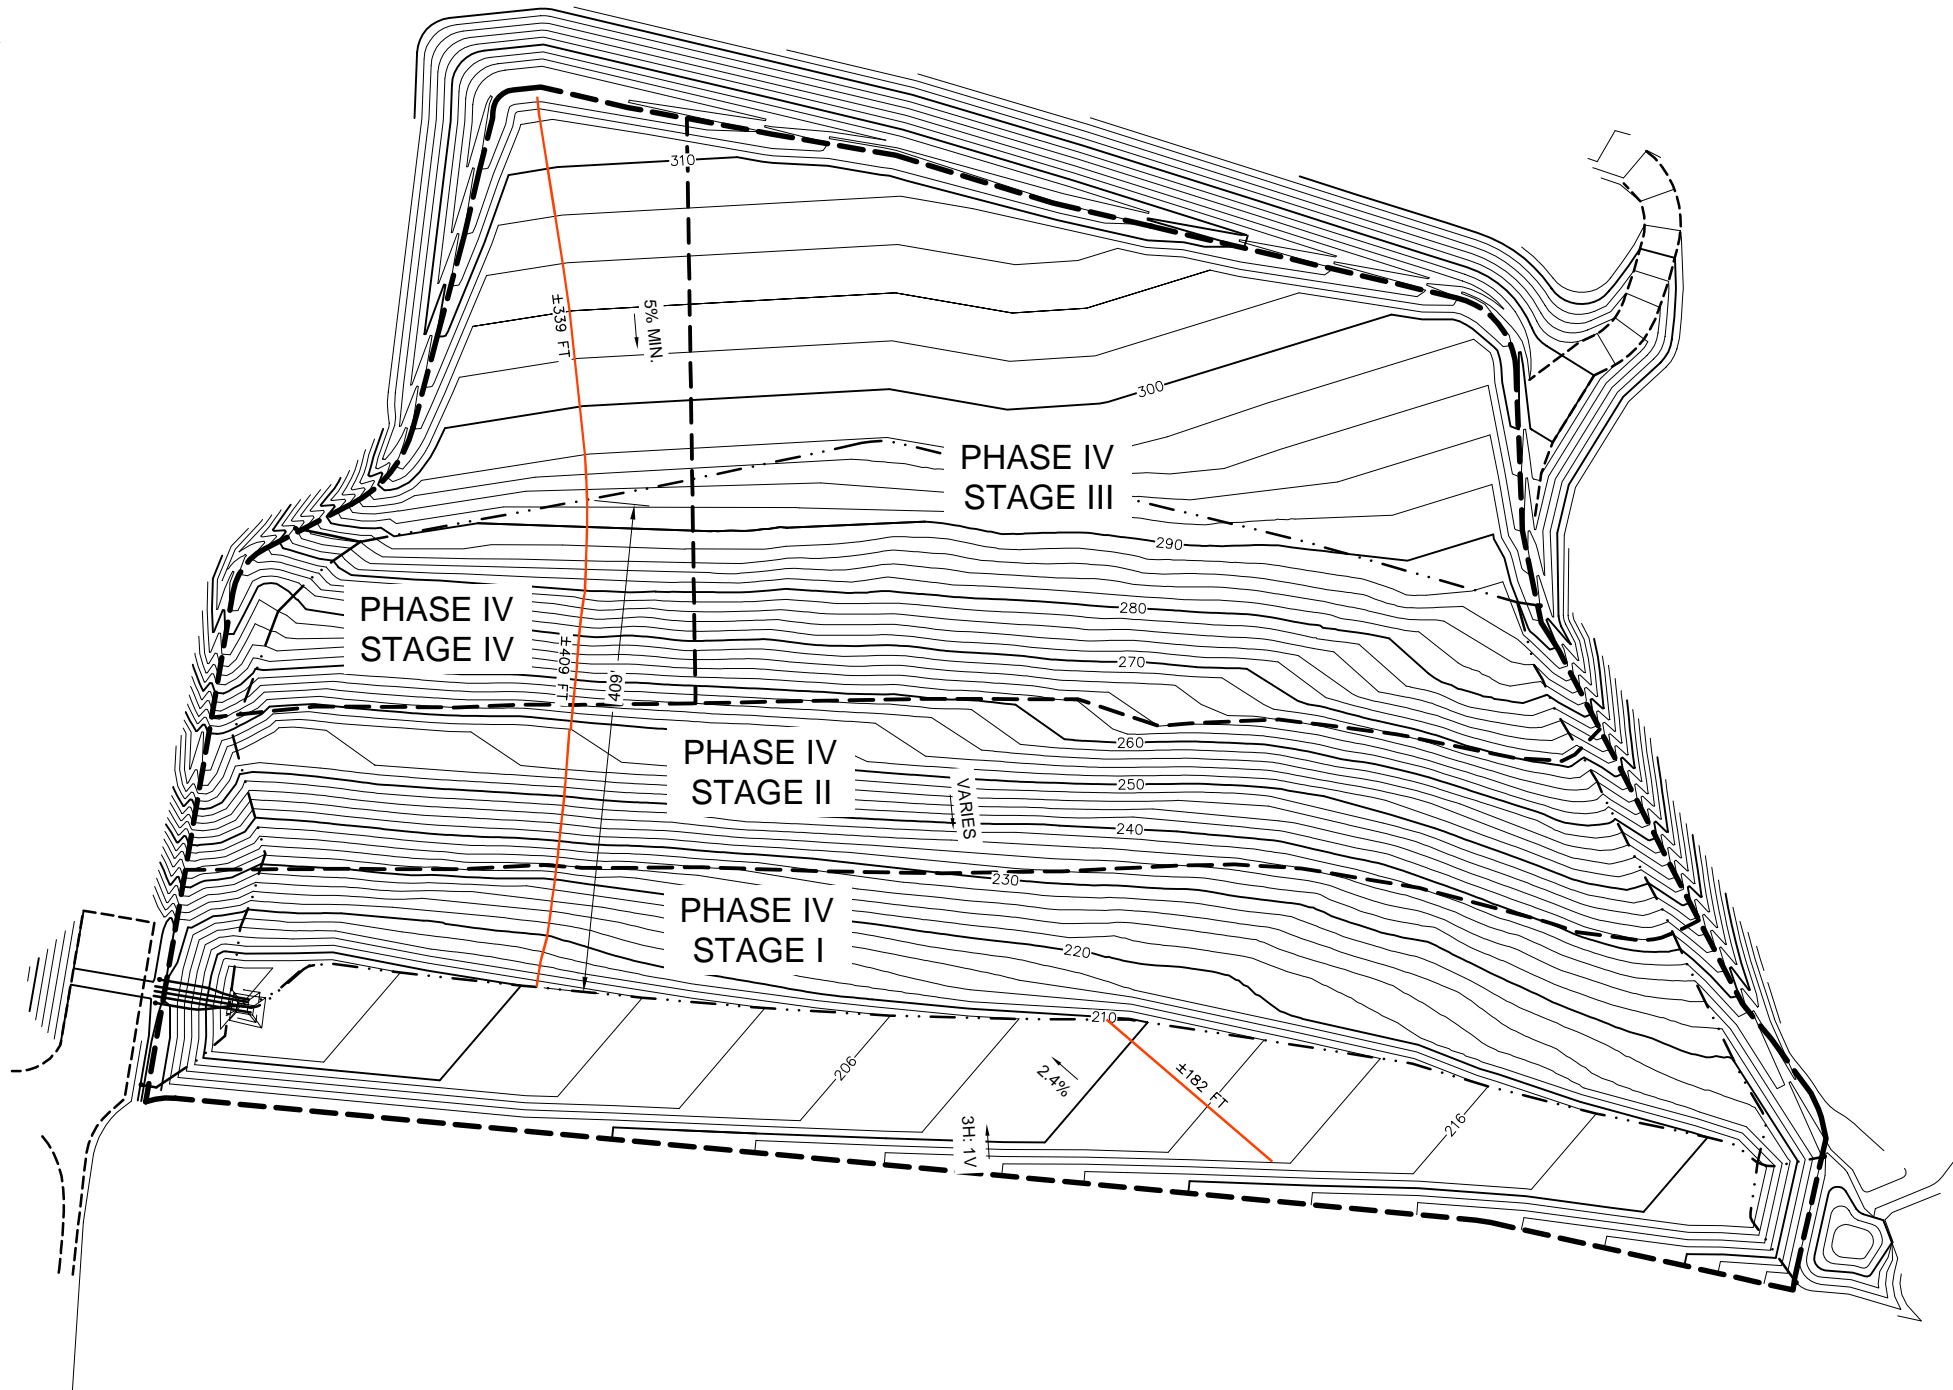 310
±339 FT
5% MIN.
300
PHASE IV
STAGE III
290
PHASE IV
STAGE IV
280
±409 FT
409'
270
PHASE IV
STAGE II
260
250
VARIES
240
230
PHASE IV
STAGE I
220
210
206
2.4%
±182 FT
216
3H:1V